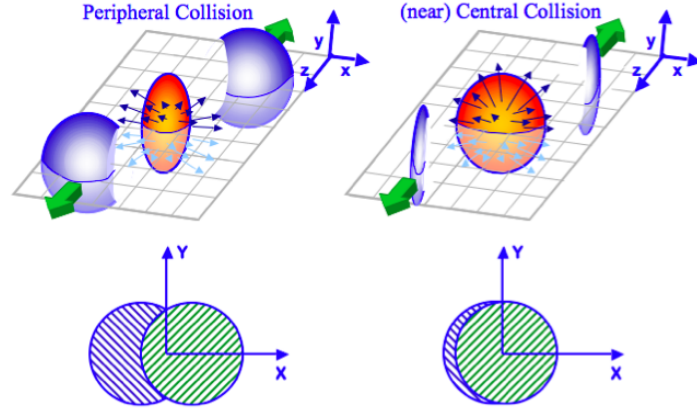 Peripheral Collision
(near) Central Collision
y
z
x
y
z
x
Y
X
Y
X